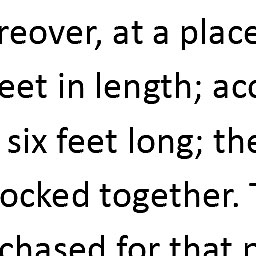 reover, at a place
eet in length; acc
six feet long; the
ocked together. T
chased for that p